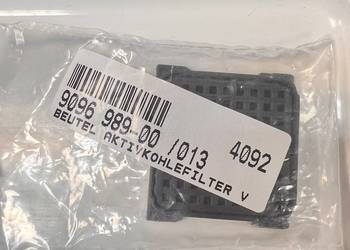 9096 989-00 /013 4092
BEUTEL AKTIVKOHLEFILTER V